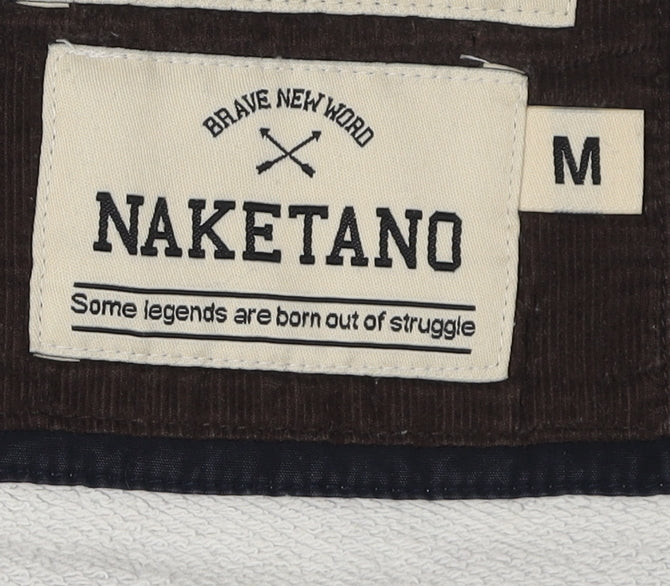 BRAVE NEW WORD
NAKETANO
Some legends are born out of struggle
M